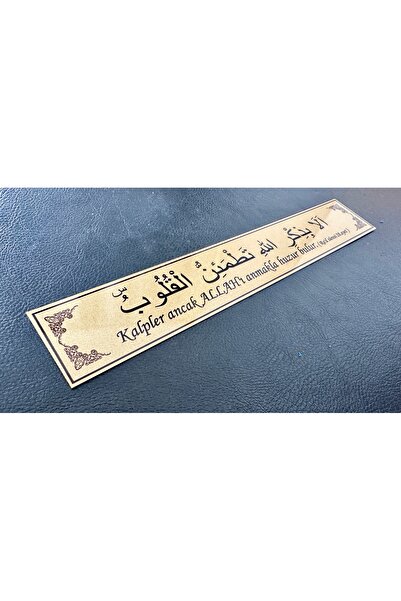 اَلَا بِذِكْرِ اللّٰهِ تَطْمَئِنُّ الْقُلُوبُ
Kalpler ancak ALLAH'ı anmakla huzur bulur.